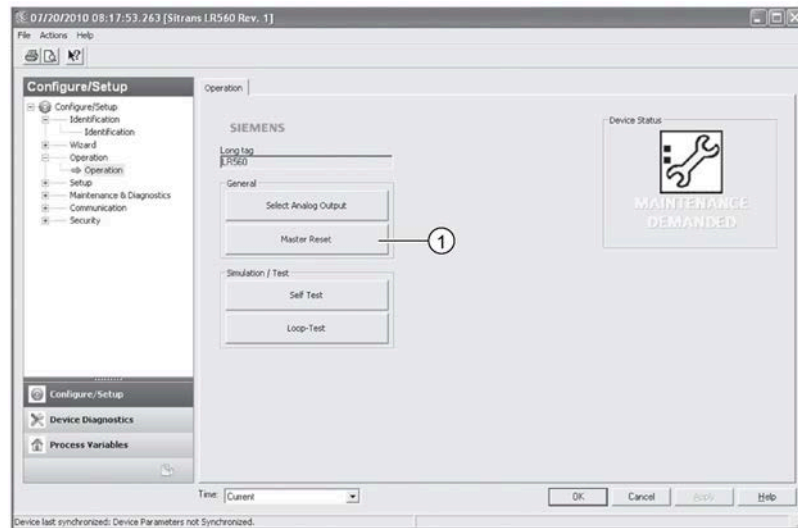 07/20/2010 08:17:53.263 [Sitrans LR560 Rev. 1]
File Actions Help
Configure/Setup
Configure/Setup
Identification
Identification
Wizard
Operation
Operation
Setup
Maintenance & Diagnostics
Communication
Security
Configure/Setup
Device Diagnostics
Process Variables
Operation
SIEMENS
Long tag
LR560
General
Select Analog Output
Master Reset
1
Simulation / Test
Self Test
Loop-Test
Device Status
MAINTENANCE
DEMANDED
Time: Current
OK Cancel Apply Help
Device last synchronized: Device Parameters not Synchronized.